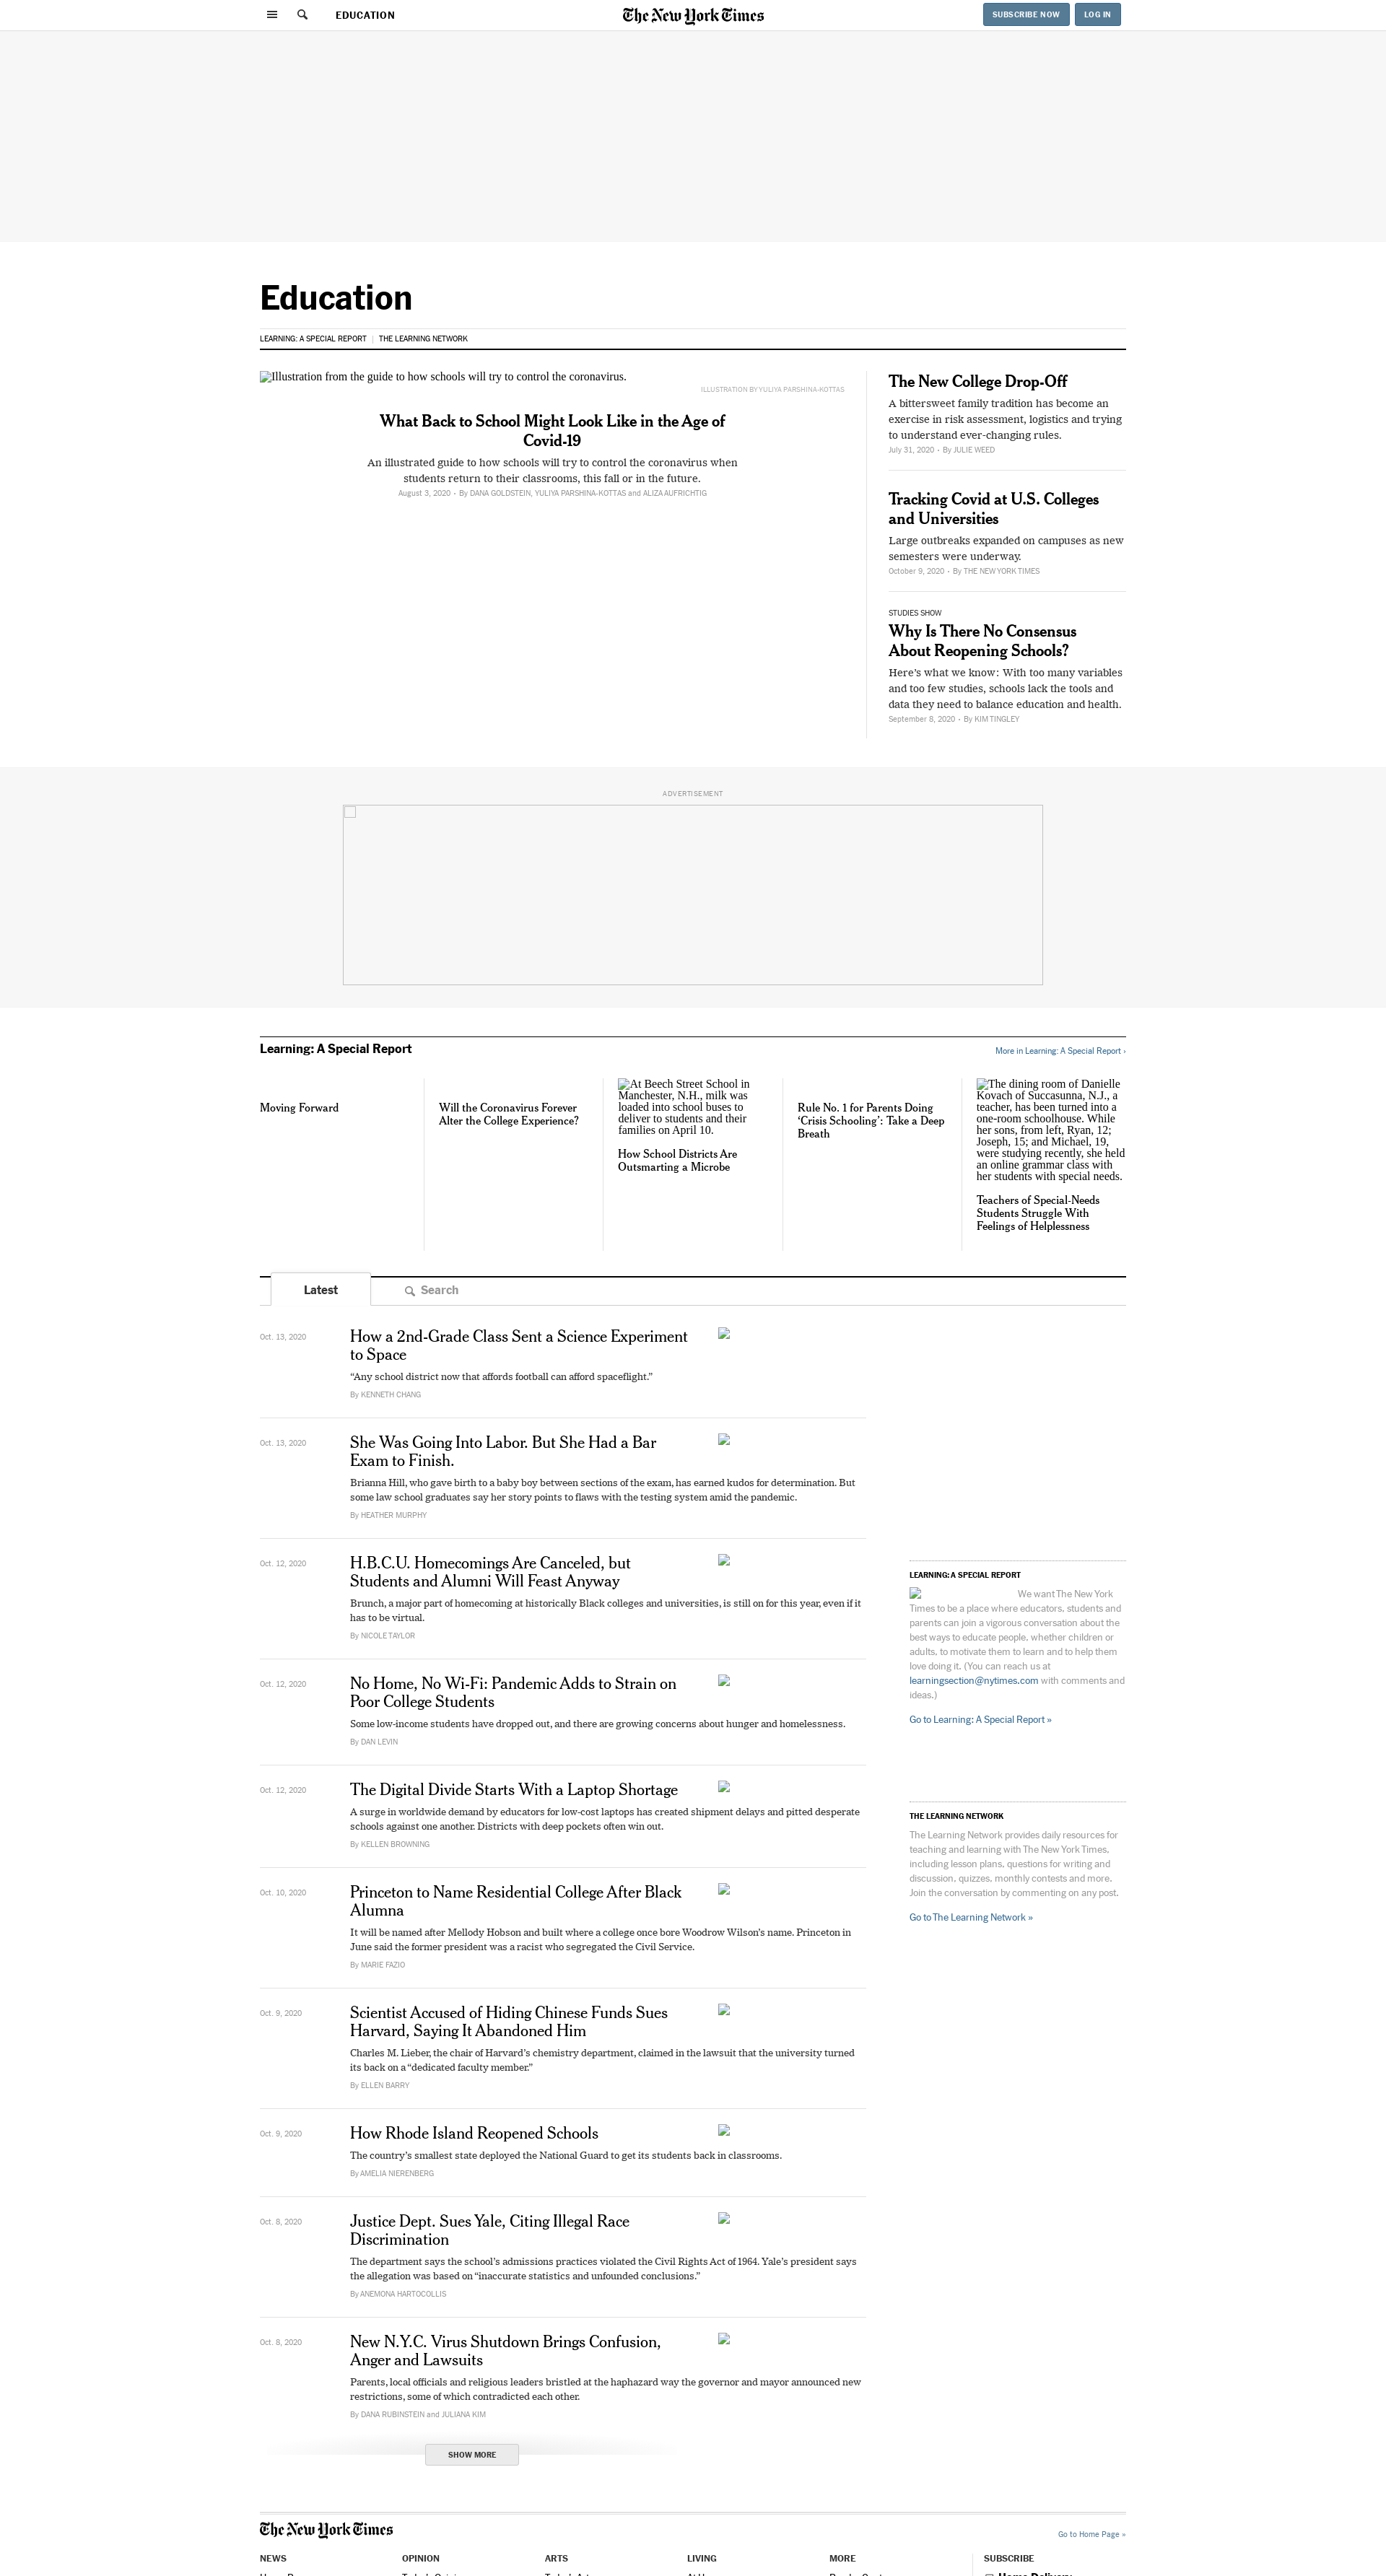 EDUCATION
The New York Times
SUBSCRIBE NOW
LOG IN
Education
LEARNING: A SPECIAL REPORT
THE LEARNING NETWORK
Illustration from the guide to how schools will try to control the coronavirus.
ILLUSTRATION BY YULIYA PARSHINA-KOTTAS
What Back to School Might Look Like in the Age of
Covid-19
An illustrated guide to how schools will try to control the coronavirus when
students return to their classrooms, this fall or in the future.
August 3, 2020 • By DANA GOLDSTEIN, YULIYA PARSHINA-KOTTAS and ALIZA AUFRICHTIG
The New College Drop-Off
A bittersweet family tradition has become an
exercise in risk assessment, logistics and trying
to understand ever-changing rules.
July 31, 2020 • By JULIE WEED
Tracking Covid at U.S. Colleges
and Universities
Large outbreaks expanded on campuses as new
semesters were underway.
October 9, 2020 • By THE NEW YORK TIMES
STUDIES SHOW
Why Is There No Consensus
About Reopening Schools?
Here’s what we know: With too many variables
and too few studies, schools lack the tools and
data they need to balance education and health.
September 8, 2020 • By KIM TINGLEY
ADVERTISEMENT
Learning: A Special Report
More in Learning: A Special Report ›
Moving Forward
Will the Coronavirus Forever
Alter the College Experience?
At Beech Street School in
Manchester, N.H., milk was
loaded into school buses to
deliver to students and their
families on April 10.
How School Districts Are
Outsmarting a Microbe
Rule No. 1 for Parents Doing
‘Crisis Schooling’: Take a Deep
Breath
The dining room of Danielle
Kovach of Succasunna, N.J., a
teacher, has been turned into a
one-room schoolhouse. While
her sons, from left, Ryan, 12;
Joseph, 15; and Michael, 19,
were studying recently, she held
an online grammar class with
her students with special needs.
Teachers of Special-Needs
Students Struggle With
Feelings of Helplessness
Latest
Search
Oct. 13, 2020
How a 2nd-Grade Class Sent a Science Experiment
to Space
“Any school district now that affords football can afford spaceflight.”
By KENNETH CHANG
Oct. 13, 2020
She Was Going Into Labor. But She Had a Bar
Exam to Finish.
Brianna Hill, who gave birth to a baby boy between sections of the exam, has earned kudos for determination. But
some law school graduates say her story points to flaws with the testing system amid the pandemic.
By HEATHER MURPHY
Oct. 12, 2020
H.B.C.U. Homecomings Are Canceled, but
Students and Alumni Will Feast Anyway
Brunch, a major part of homecoming at historically Black colleges and universities, is still on for this year, even if it
has to be virtual.
By NICOLE TAYLOR
Oct. 12, 2020
No Home, No Wi-Fi: Pandemic Adds to Strain on
Poor College Students
Some low-income students have dropped out, and there are growing concerns about hunger and homelessness.
By DAN LEVIN
Oct. 12, 2020
The Digital Divide Starts With a Laptop Shortage
A surge in worldwide demand by educators for low-cost laptops has created shipment delays and pitted desperate
schools against one another. Districts with deep pockets often win out.
By KELLEN BROWNING
Oct. 10, 2020
Princeton to Name Residential College After Black
Alumna
It will be named after Mellody Hobson and built where a college once bore Woodrow Wilson’s name. Princeton in
June said the former president was a racist who segregated the Civil Service.
By MARIE FAZIO
Oct. 9, 2020
Scientist Accused of Hiding Chinese Funds Sues
Harvard, Saying It Abandoned Him
Charles M. Lieber, the chair of Harvard’s chemistry department, claimed in the lawsuit that the university turned
its back on a “dedicated faculty member.”
By ELLEN BARRY
Oct. 9, 2020
How Rhode Island Reopened Schools
The country’s smallest state deployed the National Guard to get its students back in classrooms.
By AMELIA NIERENBERG
Oct. 8, 2020
Justice Dept. Sues Yale, Citing Illegal Race
Discrimination
The department says the school’s admissions practices violated the Civil Rights Act of 1964. Yale’s president says
the allegation was based on “inaccurate statistics and unfounded conclusions.”
By ANEMONA HARTOCOLLIS
Oct. 8, 2020
New N.Y.C. Virus Shutdown Brings Confusion,
Anger and Lawsuits
Parents, local officials and religious leaders bristled at the haphazard way the governor and mayor announced new
restrictions, some of which contradicted each other.
By DANA RUBINSTEIN and JULIANA KIM
SHOW MORE
LEARNING: A SPECIAL REPORT
We want The New York
Times to be a place where educators, students and
parents can join a vigorous conversation about the
best ways to educate people, whether children or
adults, to motivate them to learn and to help them
love doing it. (You can reach us at
learningsection@nytimes.com with comments and
ideas.)
Go to Learning: A Special Report »
THE LEARNING NETWORK
The Learning Network provides daily resources for
teaching and learning with The New York Times,
including lesson plans, questions for writing and
discussion, quizzes, monthly contests and more.
Join the conversation by commenting on any post.
Go to The Learning Network »
The New York Times
Go to Home Page »
NEWS
OPINION
ARTS
LIVING
MORE
SUBSCRIBE